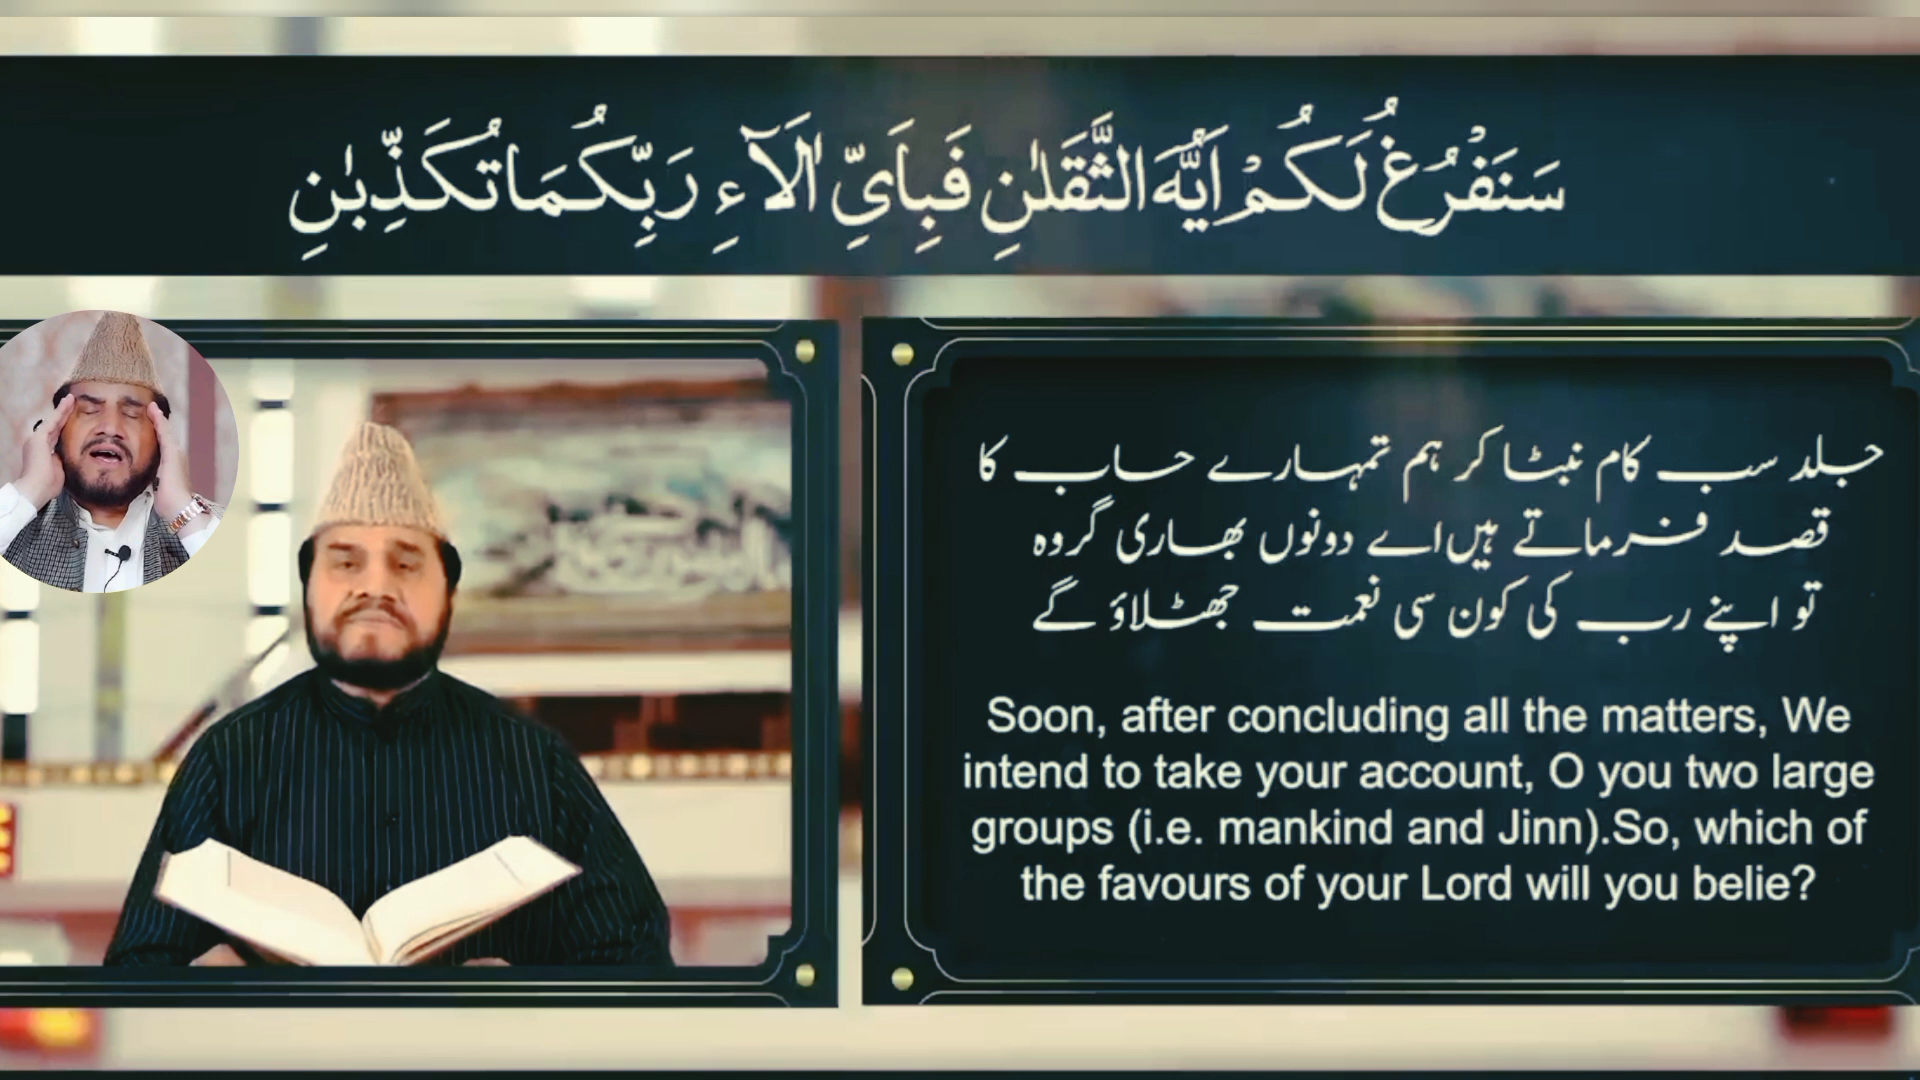 سَنَفْرُغُ لَكُمْ اَيُّهَ الثَّقَلٰنِ فَبِاَیِّ اٰلَآءِ رَبِّكُمَا تُكَذِّبٰنِ
جلد سب کام نبٹا کر ہم تمہارے حساب کا
قصد فرماتے ہیں اے دونوں بھاری گروہ
تو اپنے رب کی کون سی نعمت جھٹلاؤ گے
Soon, after concluding all the matters, We
intend to take your account, O you two large
groups (i.e. mankind and Jinn).So, which of
the favours of your Lord will you belie?